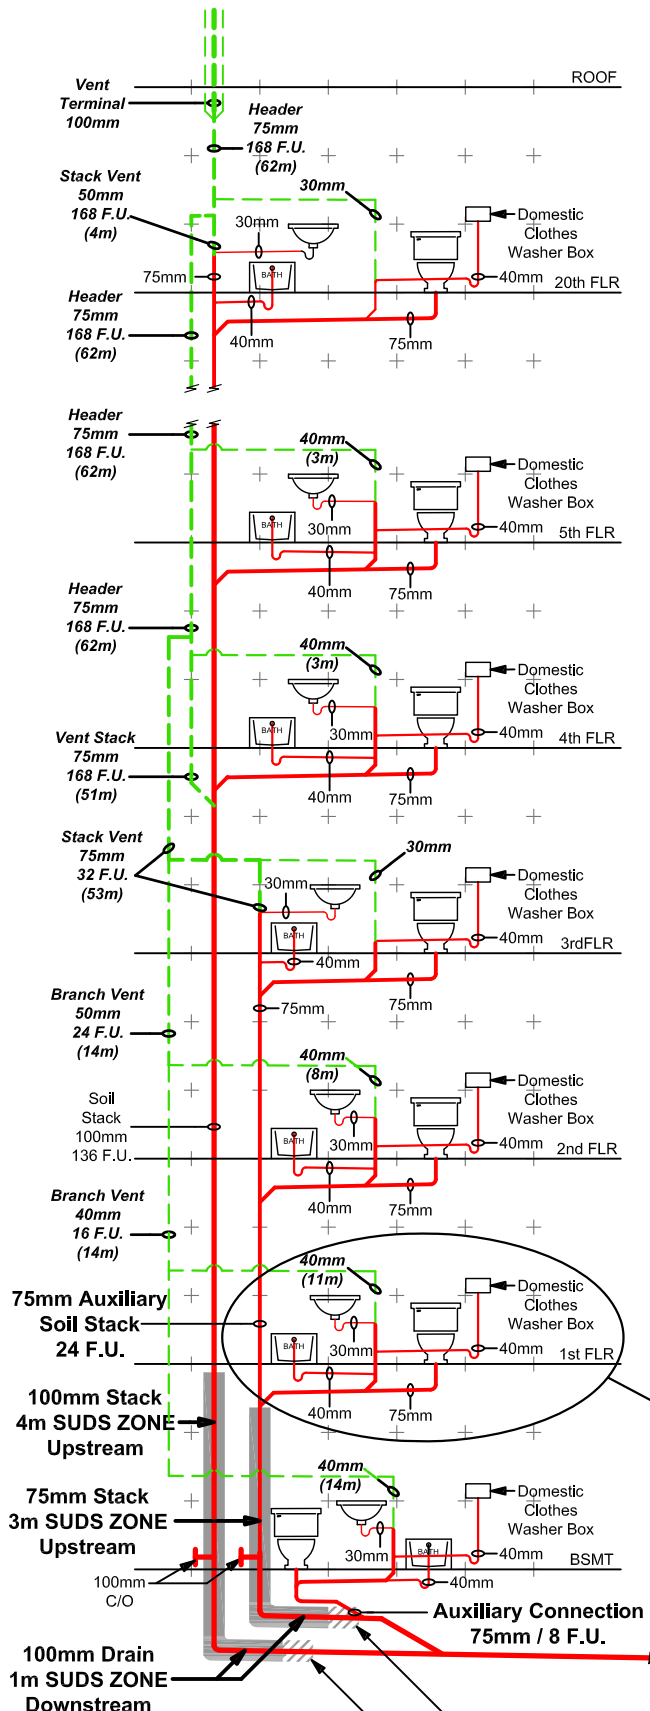 ROOF
Vent
Terminal
100mm
Header
75mm
168 F.U.
(62m)
Stack Vent
50mm
168 F.U.
(4m)
30mm
30mm
Domestic
Clothes
Washer Box
BATH
75mm
40mm
20th FLR
Header
75mm
168 F.U.
(62m)
40mm
75mm
Header
75mm
168 F.U.
(62m)
40mm
(3m)
Domestic
Clothes
Washer Box
BATH
30mm
40mm
5th FLR
40mm
75mm
Header
75mm
168 F.U.
(62m)
40mm
(3m)
Domestic
Clothes
Washer Box
BATH
30mm
40mm
4th FLR
Vent Stack
75mm
168 F.U.
(51m)
40mm
75mm
Stack Vent
75mm
32 F.U.
(53m)
30mm
30mm
Domestic
Clothes
Washer Box
BATH
40mm
40mm
3rdFLR
75mm
75mm
Branch Vent
50mm
24 F.U.
(14m)
40mm
(8m)
Domestic
Clothes
Washer Box
Soil
Stack
100mm
136 F.U.
BATH
30mm
40mm
2nd FLR
40mm
75mm
Branch Vent
40mm
16 F.U.
(14m)
40mm
(11m)
Domestic
Clothes
Washer Box
75mm Auxiliary
Soil Stack
24 F.U.
BATH
30mm
40mm
1st FLR
40mm
75mm
100mm Stack
4m SUDS ZONE
Upstream
40mm
(14m)
Domestic
Clothes
Washer Box
75mm Stack
3m SUDS ZONE
Upstream
30mm
BATH
40mm
BSMT
100mm
C/O
40mm
Auxiliary Connection
75mm / 8 F.U.
100mm Drain
1m SUDS ZONE
Downstream